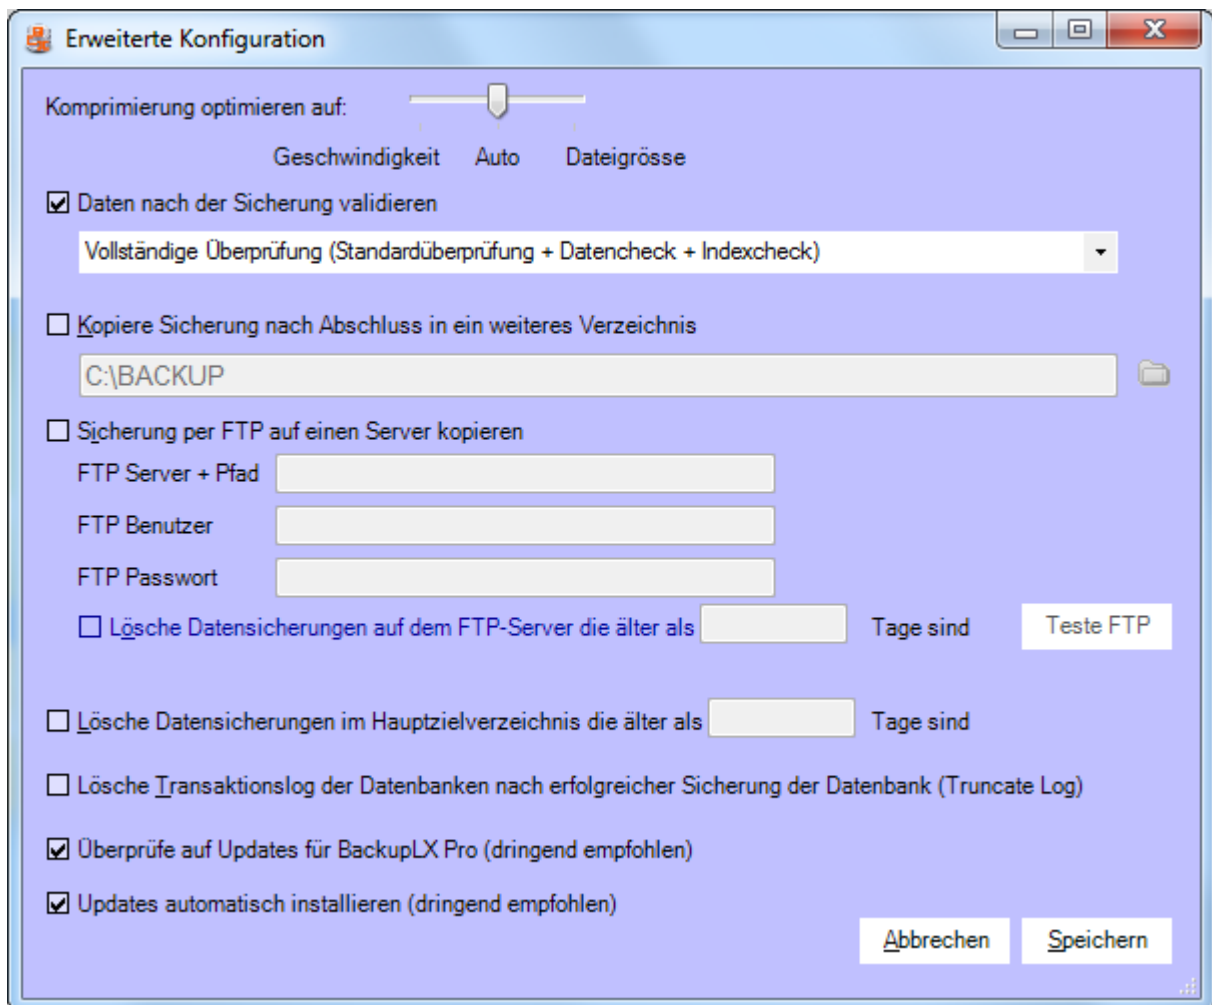 Erweiterte Konfiguration
Komprimierung optimieren auf:
Geschwindigkeit Auto Dateigrösse
Daten nach der Sicherung validieren
Vollständige Überprüfung (Standardüberprüfung + Datencheck + Indexcheck)
Kopiere Sicherung nach Abschluss in ein weiteres Verzeichnis
C:\BACKUP
Sicherung per FTP auf einen Server kopieren
FTP Server + Pfad
FTP Benutzer
FTP Passwort
Lösche Datensicherungen auf dem FTP-Server die älter als Tage sind Teste FTP
Lösche Datensicherungen im Hauptzielverzeichnis die älter als Tage sind
Lösche Transaktionslog der Datenbanken nach erfolgreicher Sicherung der Datenbank (Truncate Log)
Überprüfe auf Updates für BackupLX Pro (dringend empfohlen)
Updates automatisch installieren (dringend empfohlen)
Abbrechen Speichern